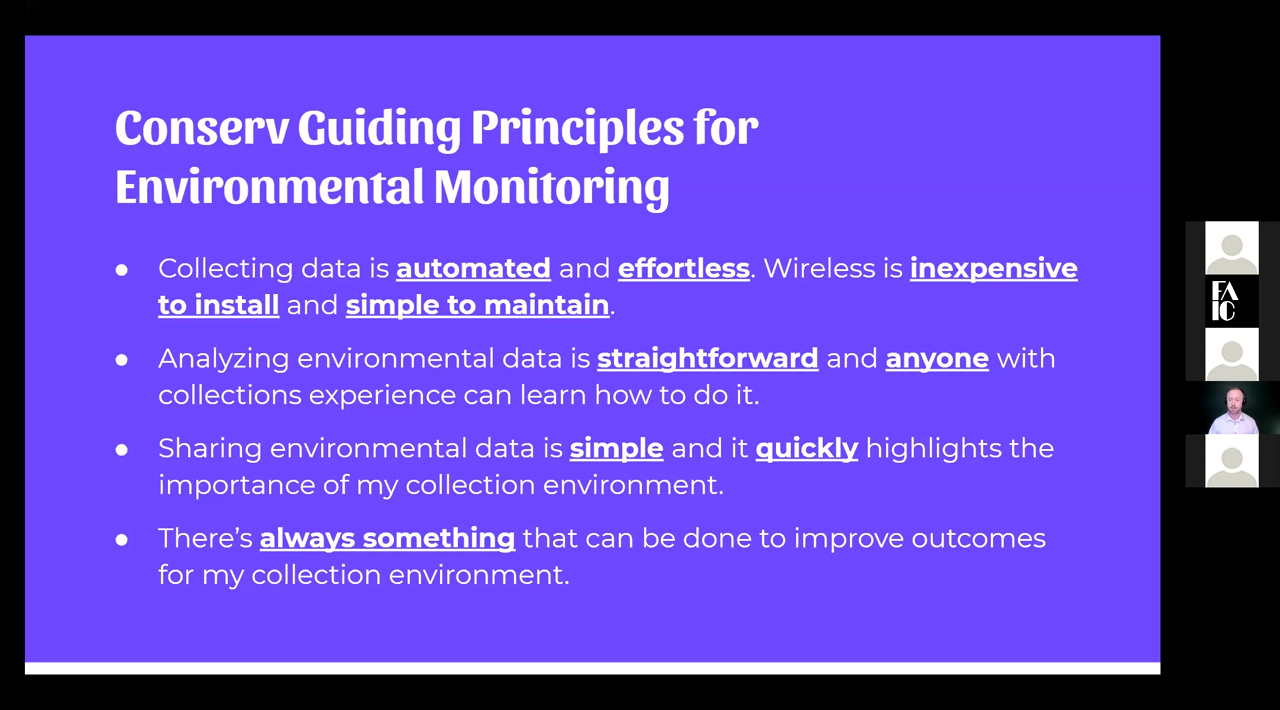 Conserv Guiding Principles for
Environmental Monitoring
● Collecting data is automated and effortless. Wireless is inexpensive
to install and simple to maintain.
● Analyzing environmental data is straightforward and anyone with
collections experience can learn how to do it.
● Sharing environmental data is simple and it quickly highlights the
importance of my collection environment.
● There’s always something that can be done to improve outcomes
for my collection environment.
FA
IC